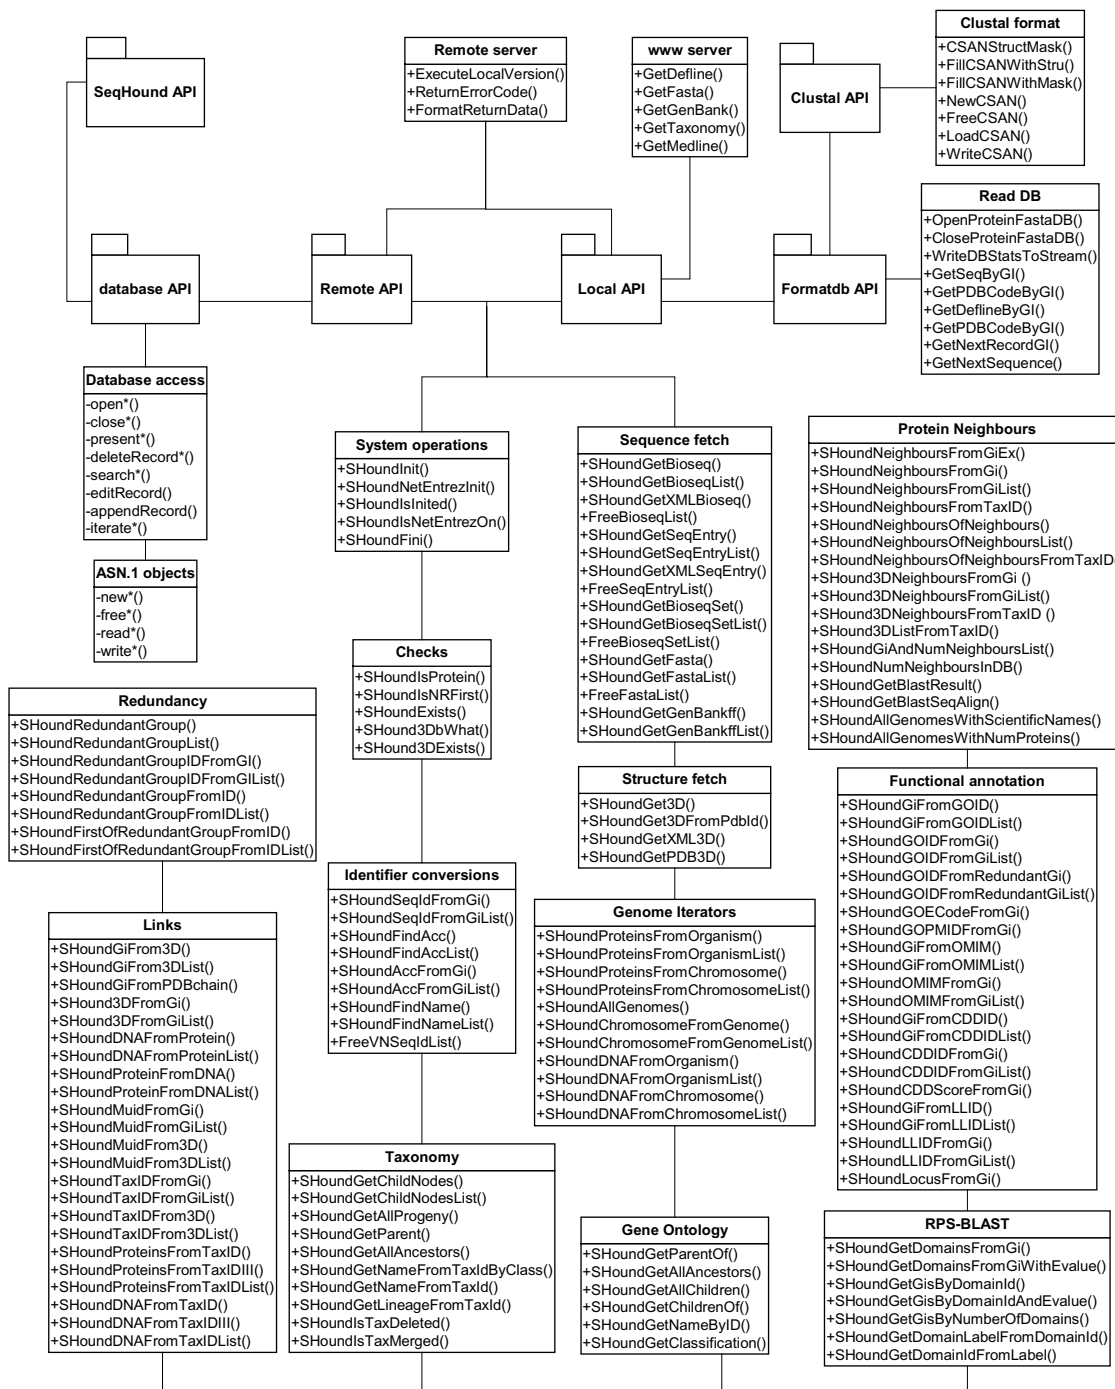 SeqHound API
Remote server
+ExecuteLocalVersion()
+ReturnErrorCode()
+FormatReturnData()
www server
+GetDefline()
+GetFasta()
+GetGenBank()
+GetTaxonomy()
+GetMedline()
Clustal API
Clustal format
+CSANStructMask()
+FillCSANWithStru()
+FillCSANWithMask()
+NewCSAN()
+FreeCSAN()
+LoadCSAN()
+WriteCSAN()
database API
Remote API
Local API
Formatdb API
Read DB
+OpenProteinFastaDB()
+CloseProteinFastaDB()
+WriteDBStatsToStream()
+GetSeqByGI()
+GetPDBCodeByGI()
+GetDeflineByGI()
+GetPDBCodeByGI()
+GetNextRecordGI()
+GetNextSequence()
Database access
-open*()
-close*()
-present*()
-deleteRecord*()
-search*()
-editRecord()
-appendRecord()
-iterate*()
ASN.1 objects
-new*()
-free*()
-read*()
-write*()
System operations
+SHoundInit()
+SHoundNetEntrezInit()
+SHoundIsInited()
+SHoundIsNetEntrezOn()
+SHoundFini()
Sequence fetch
+SHoundGetBioseq()
+SHoundGetBioseqList()
+SHoundGetXMLBioseq()
+FreeBioseqList()
+SHoundGetSeqEntry()
+SHoundGetSeqEntryList()
+SHoundGetXMLSeqEntry()
+FreeSeqEntryList()
+SHoundGetBioseqSet()
+SHoundGetBioseqSetList()
+FreeBioseqSetList()
+SHoundGetFasta()
+SHoundGetFastaList()
+FreeFastaList()
+SHoundGetGenBankff()
+SHoundGetGenBankffList()
Protein Neighbours
+SHoundNeighboursFromGiEx()
+SHoundNeighboursFromGi()
+SHoundNeighboursFromGiList()
+SHoundNeighboursFromTaxID()
+SHoundNeighboursOfNeighbours()
+SHoundNeighboursOfNeighboursList()
+SHoundNeighboursOfNeighboursFromTaxID(
+SHound3DNeighboursFromGi ()
+SHound3DNeighboursFromGiList()
+SHound3DNeighboursFromTaxID ()
+SHound3DListFromTaxID()
+SHoundGiAndNumNeighboursList()
+SHoundNumNeighboursInDB()
+SHoundGetBlastResult()
+SHoundGetBlastSeqAlign()
+SHoundAllGenomesWithScientificNames()
+SHoundAllGenomesWithNumProteins()
Checks
+SHoundIsProtein()
+SHoundIsNRFirst()
+SHoundExists()
+SHound3DbWhat()
+SHound3DExists()
Redundancy
+SHoundRedundantGroup()
+SHoundRedundantGroupList()
+SHoundRedundantGroupIDFromGI()
+SHoundRedundantGroupIDFromGIList()
+SHoundRedundantGroupFromID()
+SHoundRedundantGroupFromIDList()
+SHoundFirstOfRedundantGroupFromID()
+SHoundFirstOfRedundantGroupFromIDList()
Structure fetch
+SHoundGet3D()
+SHoundGet3DFromPdbId()
+SHoundGetXML3D()
+SHoundGetPDB3D()
Functional annotation
+SHoundGiFromGOID()
+SHoundGiFromGOIDList()
+SHoundGOIDFromGi()
+SHoundGOIDFromGiList()
+SHoundGOIDFromRedundantGi()
+SHoundGOIDFromRedundantGiList()
+SHoundGOECodeFromGi()
+SHoundGOPMIDFromGi()
+SHoundGiFromOMIM()
+SHoundGiFromOMIMList()
+SHoundOMIMFromGi()
+SHoundOMIMFromGiList()
+SHoundGiFromCDDID()
+SHoundGiFromCDDIDList()
+SHoundCDDIDFromGi()
+SHoundCDDIDFromGiList()
+SHoundCDDScoreFromGi()
+SHoundGiFromLLID()
+SHoundGiFromLLIDList()
+SHoundLLIDFromGi()
+SHoundLLIDFromGiList()
+SHoundLocusFromGi()
Identifier conversions
+SHoundSeqIdFromGi()
+SHoundSeqIdFromGiList()
+SHoundFindAcc()
+SHoundFindAccList()
+SHoundAccFromGi()
+SHoundAccFromGiList()
+SHoundFindName()
+SHoundFindNameList()
+FreeVNSeqIdList()
Genome Iterators
+SHoundProteinsFromOrganism()
+SHoundProteinsFromOrganismList()
+SHoundProteinsFromChromosome()
+SHoundProteinsFromChromosomeList()
+SHoundAllGenomes()
+SHoundChromosomeFromGenome()
+SHoundChromosomeFromGenomeList()
+SHoundDNAFromOrganism()
+SHoundDNAFromOrganismList()
+SHoundDNAFromChromosome()
+SHoundDNAFromChromosomeList()
Links
+SHoundGiFrom3D()
+SHoundGiFrom3DList()
+SHoundGiFromPDBchain()
+SHound3DFromGi()
+SHound3DFromGiList()
+SHoundDNAFromProtein()
+SHoundDNAFromProteinList()
+SHoundProteinFromDNA()
+SHoundProteinFromDNAList()
+SHoundMuidFromGi()
+SHoundMuidFromGiList()
+SHoundMuidFrom3D()
+SHoundMuidFrom3DList()
+SHoundTaxIDFromGi()
+SHoundTaxIDFromGiList()
+SHoundTaxIDFrom3D()
+SHoundTaxIDFrom3DList()
+SHoundProteinsFromTaxID()
+SHoundProteinsFromTaxIDIII()
+SHoundProteinsFromTaxIDList()
+SHoundDNAFromTaxID()
+SHoundDNAFromTaxIDIII()
+SHoundDNAFromTaxIDList()
Taxonomy
+SHoundGetChildNodes()
+SHoundGetChildNodesList()
+SHoundGetAllProgeny()
+SHoundGetParent()
+SHoundGetAllAncestors()
+SHoundGetNameFromTaxIdByClass()
+SHoundGetNameFromTaxId()
+SHoundGetLineageFromTaxId()
+SHoundIsTaxDeleted()
+SHoundIsTaxMerged()
Gene Ontology
+SHoundGetParentOf()
+SHoundGetAllAncestors()
+SHoundGetAllChildren()
+SHoundGetChildrenOf()
+SHoundGetNameByID()
+SHoundGetClassification()
RPS-BLAST
+SHoundGetDomainsFromGi()
+SHoundGetDomainsFromGiWithEvalue()
+SHoundGetGisByDomainId()
+SHoundGetGisByDomainIdAndEvalue()
+SHoundGetGisByNumberOfDomains()
+SHoundGetDomainLabelFromDomainId()
+SHoundGetDomainIdFromLabel()